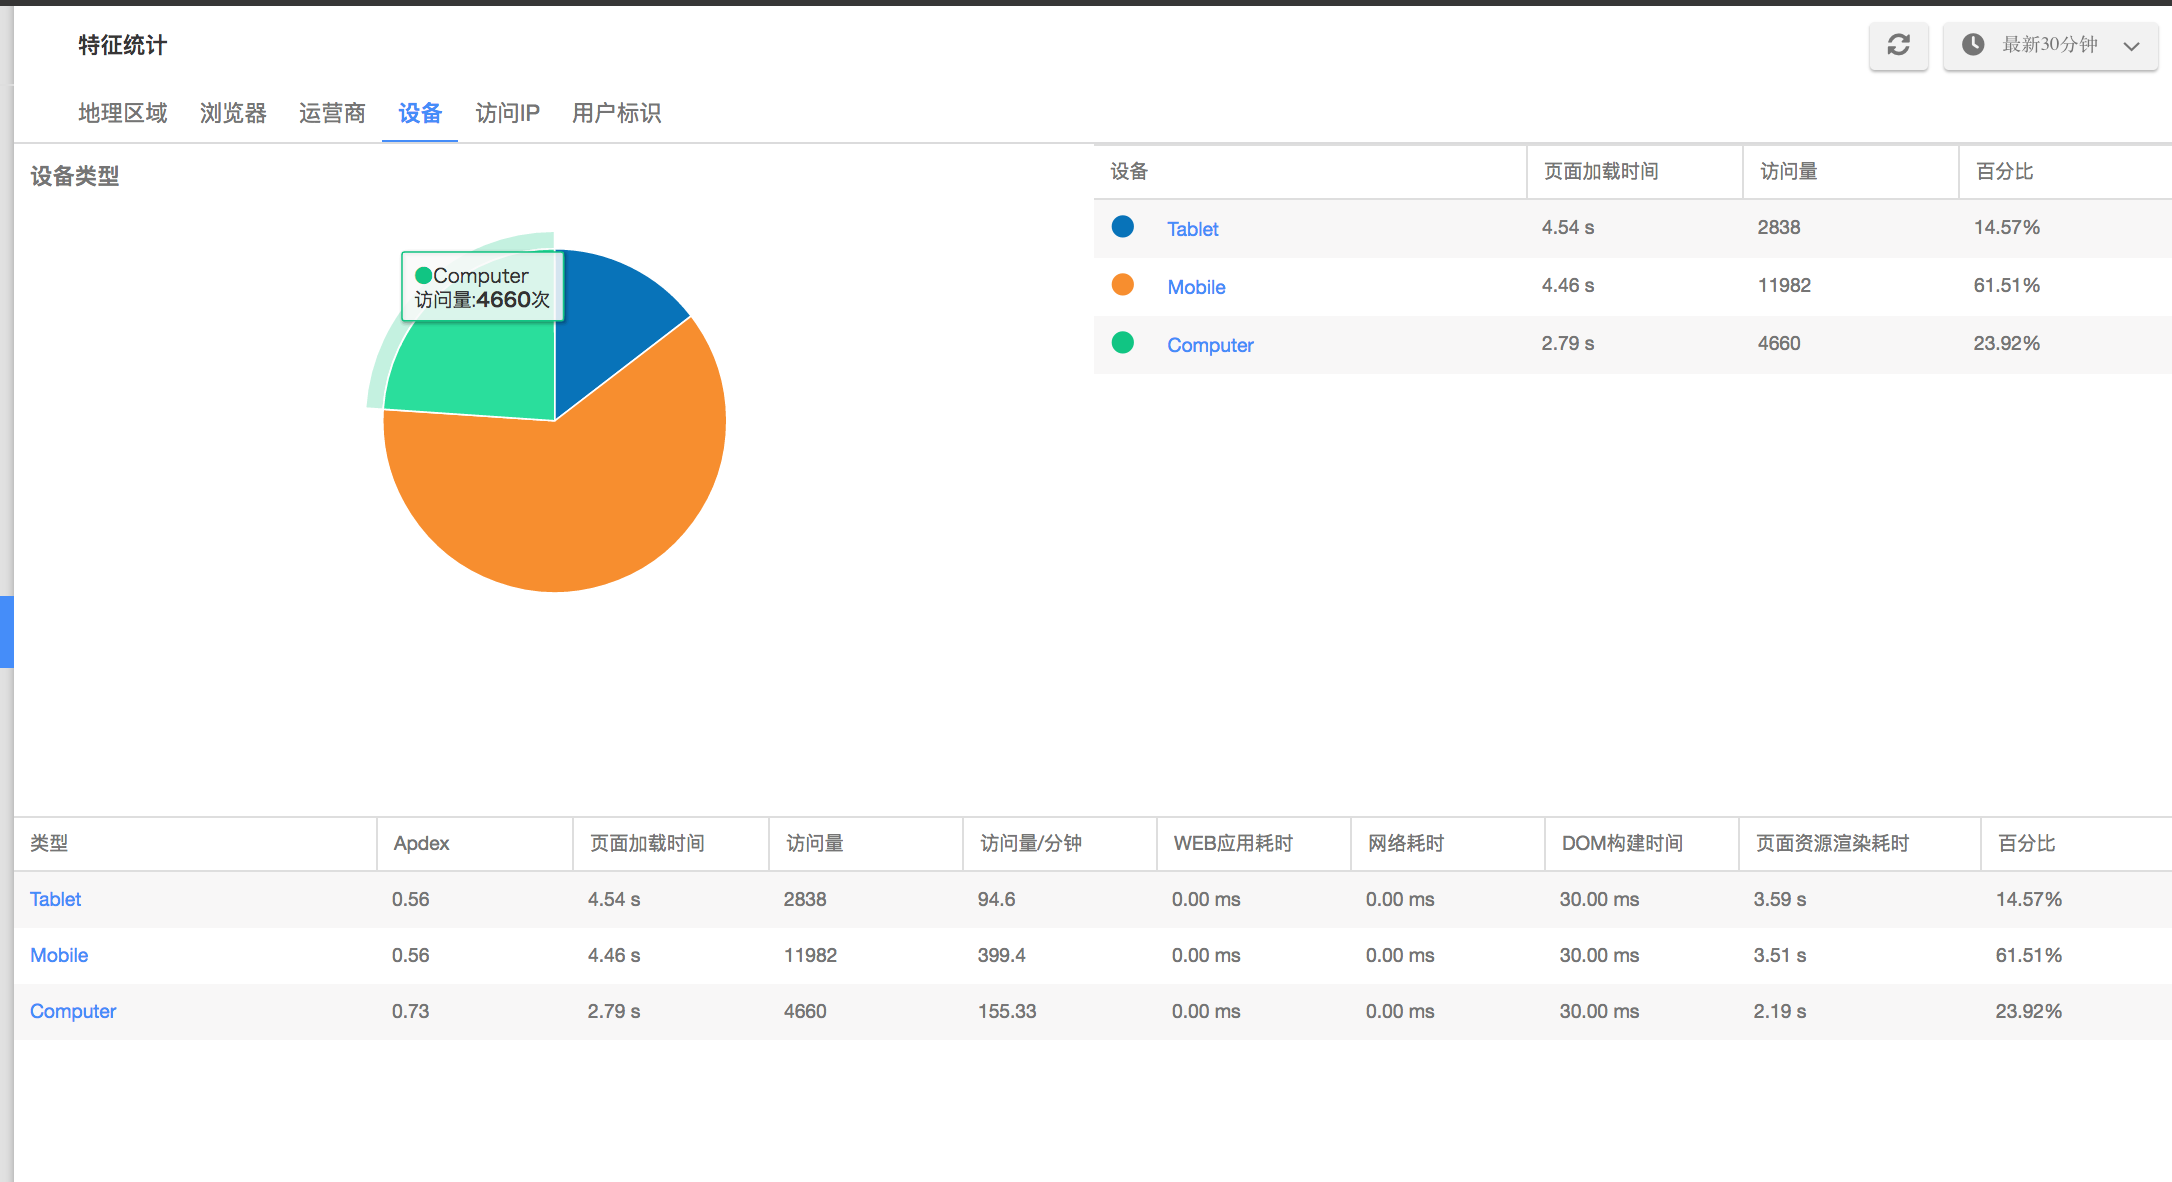 特征统计
最新30分钟
地理区域 浏览器 运营商 设备 访问IP 用户标识
设备类型
Computer
访问量:4660次
设备 页面加载时间 访问量 百分比
Tablet 4.54 s 2838 14.57%
Mobile 4.46 s 11982 61.51%
Computer 2.79 s 4660 23.92%
类型 Apdex 页面加载时间 访问量 访问量/分钟 WEB应用耗时 网络耗时 DOM构建时间 页面资源渲染耗时 百分比
Tablet 0.56 4.54 s 2838 94.6 0.00 ms 0.00 ms 30.00 ms 3.59 s 14.57%
Mobile 0.56 4.46 s 11982 399.4 0.00 ms 0.00 ms 30.00 ms 3.51 s 61.51%
Computer 0.73 2.79 s 4660 155.33 0.00 ms 0.00 ms 30.00 ms 2.19 s 23.92%